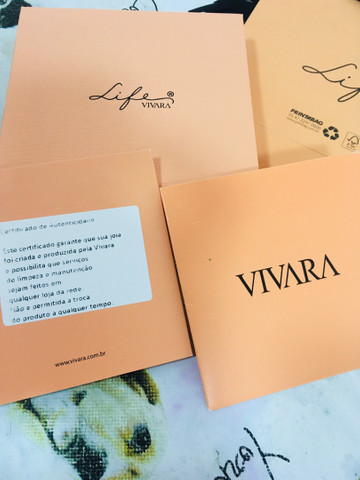 Life
VIVARA
Life
PRINTMBAG
FSC
Certificado de Autenticidade
Este certificado garante que sua joia
foi criada e produzida pela Vivara
e possibilita que serviços
de limpeza e manutenção
sejam feitos em
qualquer loja da rede.
Não é permitida a troca
do produto a qualquer tempo.
www.vivara.com.br
VIVARA